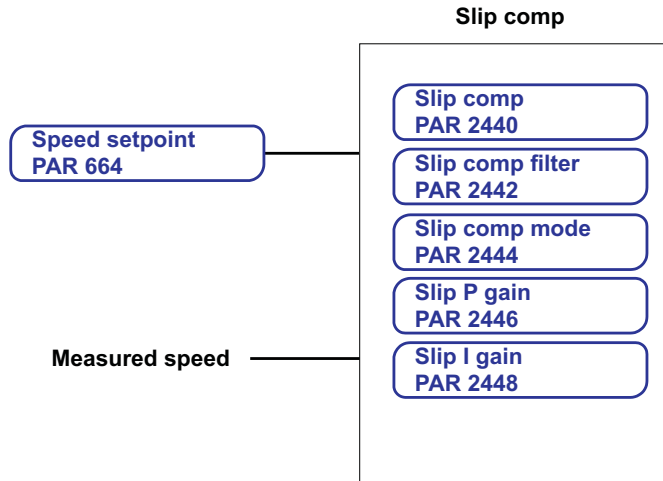 Slip comp
Speed setpoint
PAR 664
Slip comp
PAR 2440
Slip comp filter
PAR 2442
Slip comp mode
PAR 2444
Slip P gain
PAR 2446
Measured speed
Slip I gain
PAR 2448